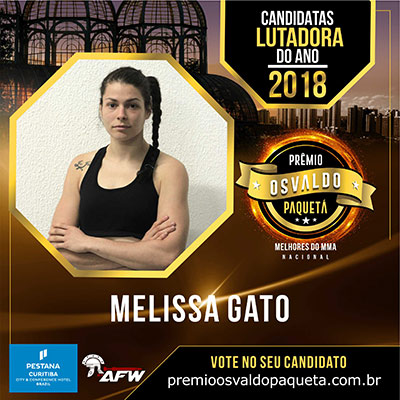 CANDIDATAS
LUTADORA
DO ANO
2018
PRÊMIO
OSVALDO
PAQUETÁ
MELHORES DO MMA
NACIONAL
MELISSA GATO
PESTANA
CURITIBA
CITY & CONFERENCE HOTEL
BRAZIL
AFW
VOTE NO SEU CANDIDATO
premioosvaldopaqueta.com.br